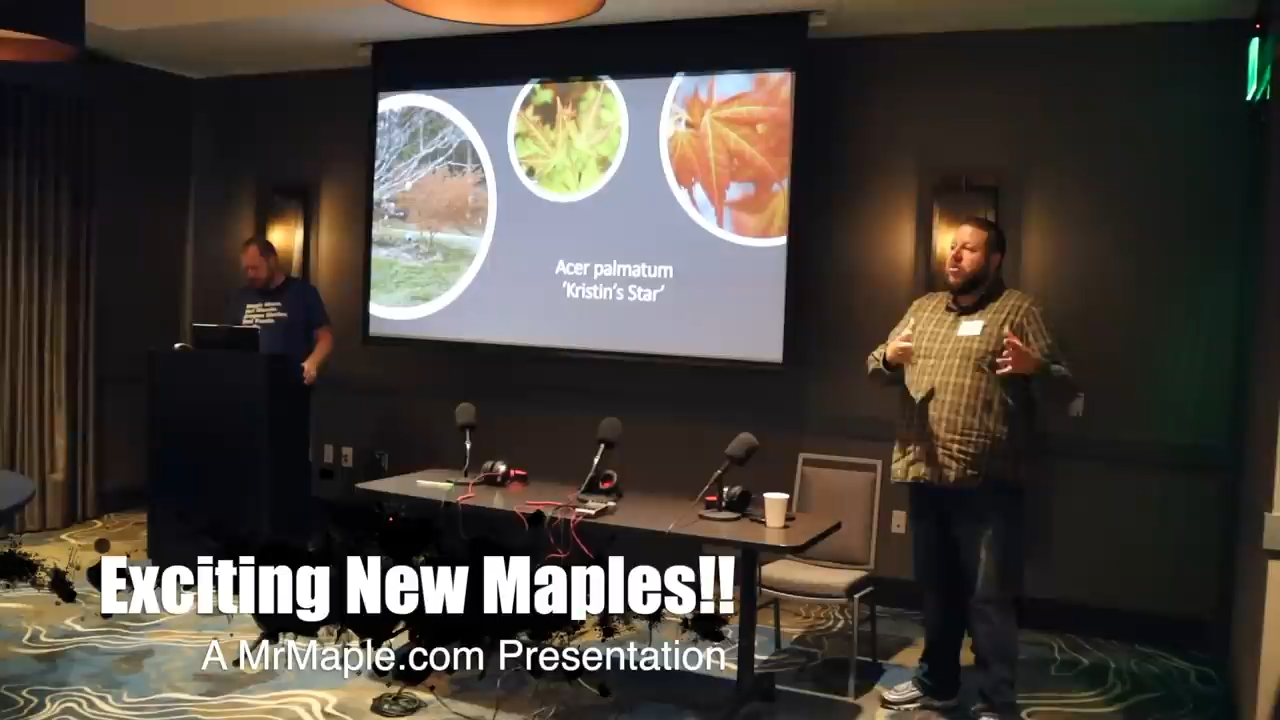 Acer palmatum
‘Kristin’s Star’
Exciting New Maples!!
A MrMaple.com Presentation